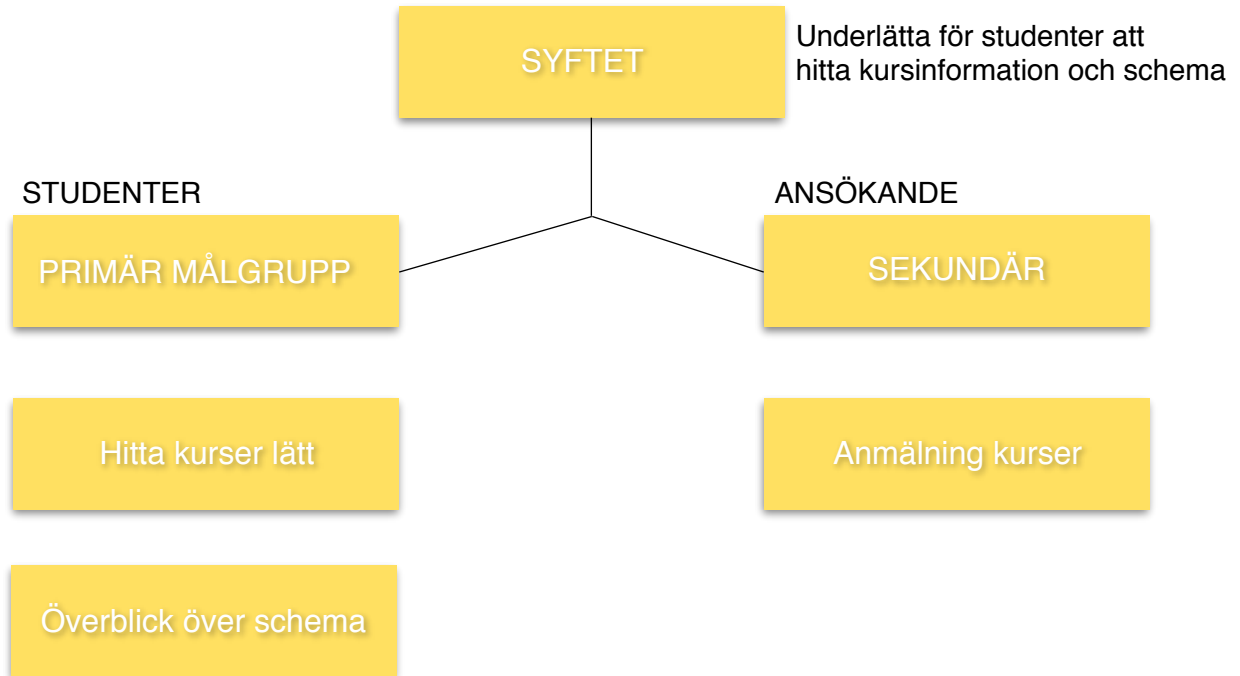 SYFTET
Underlätta för studenter att
hitta kursinformation och schema
STUDENTER
ANSÖKANDE
PRIMÄR MÅLGRUPP
SEKUNDÄR
Hitta kurser lätt
Anmälning kurser
Överblick över schema